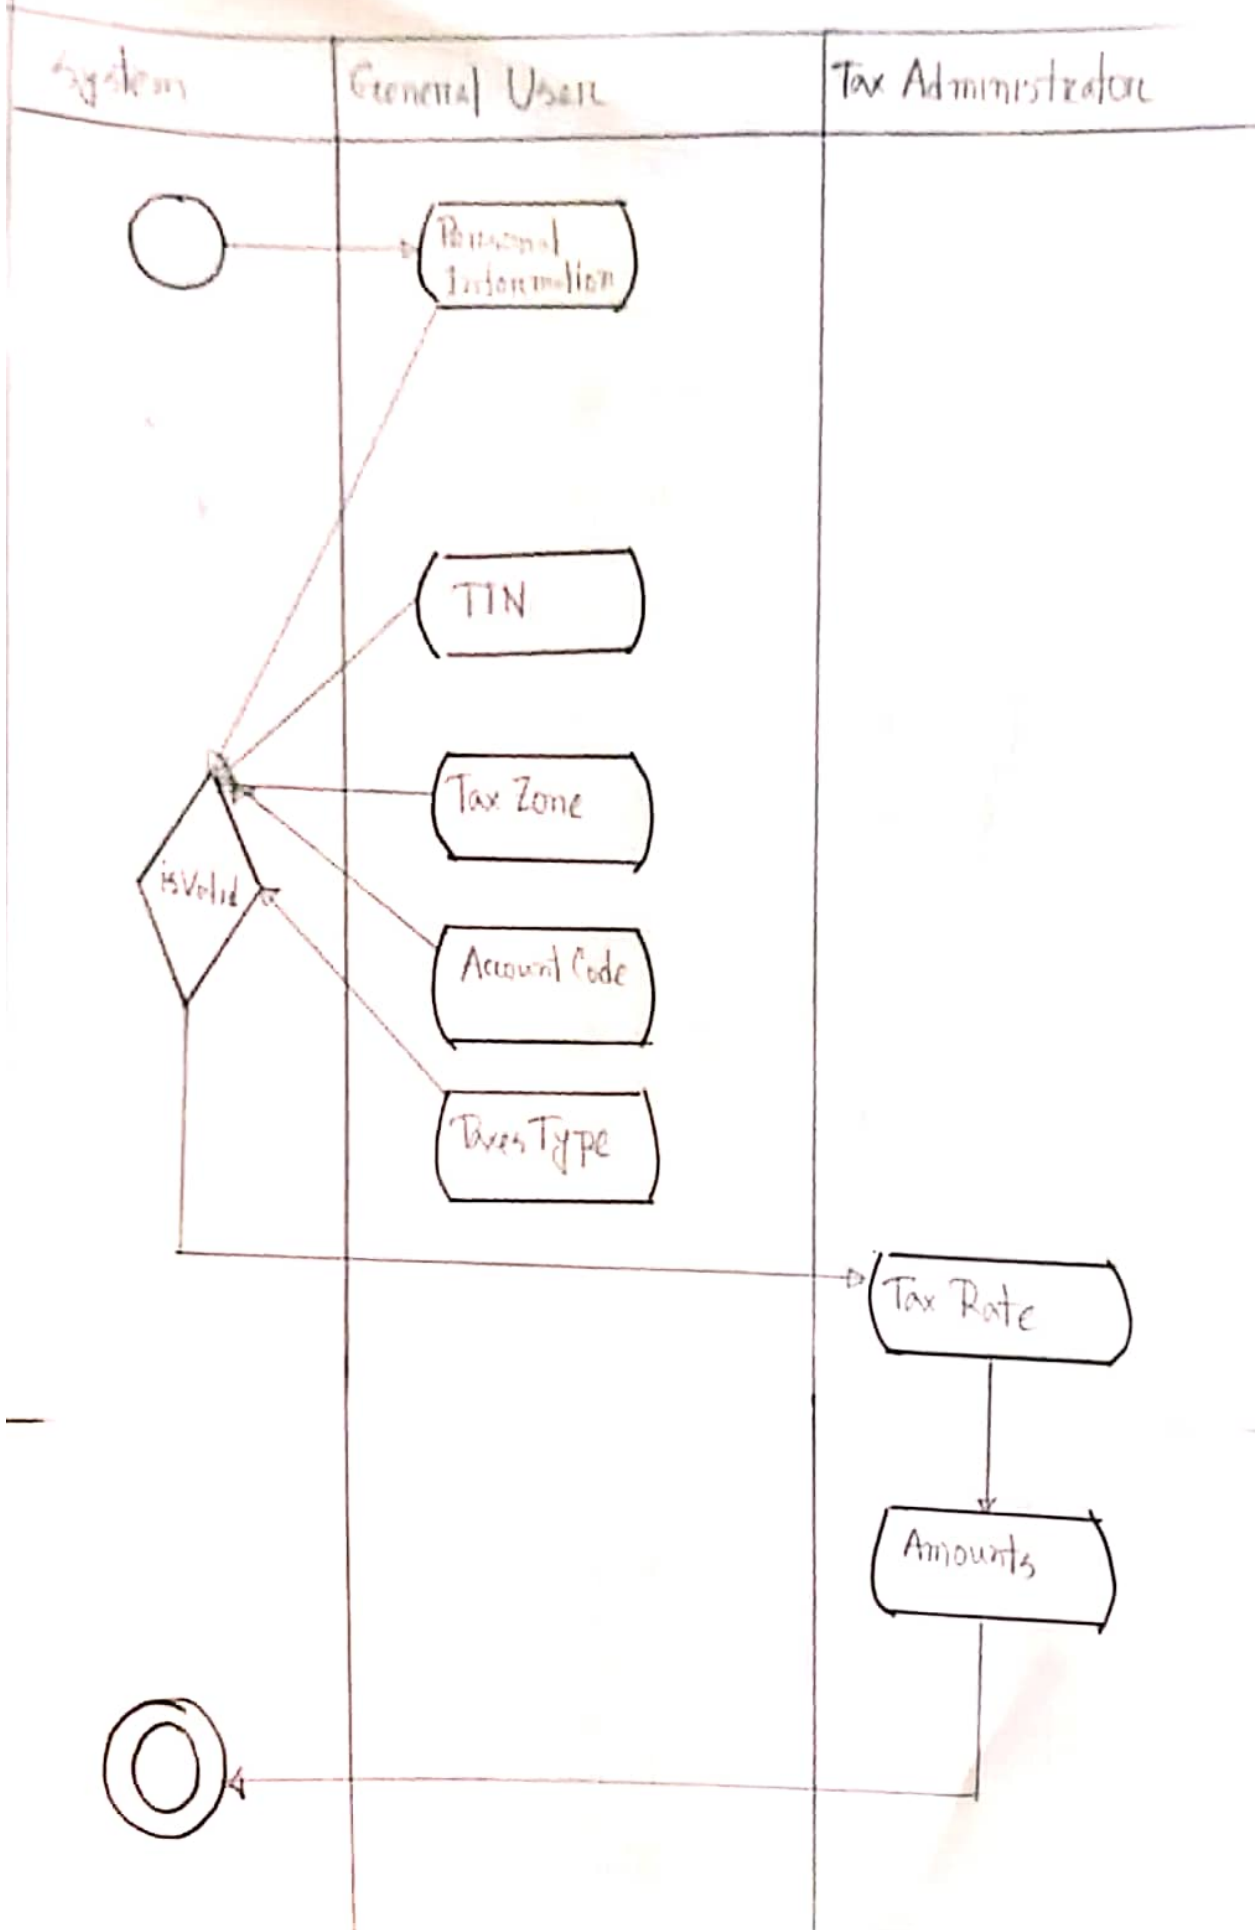 System
General User
Tax Administrator
Personal
Information
TIN
Tax Zone
isValid
Account Code
Taxes Type
Tax Rate
Amounts